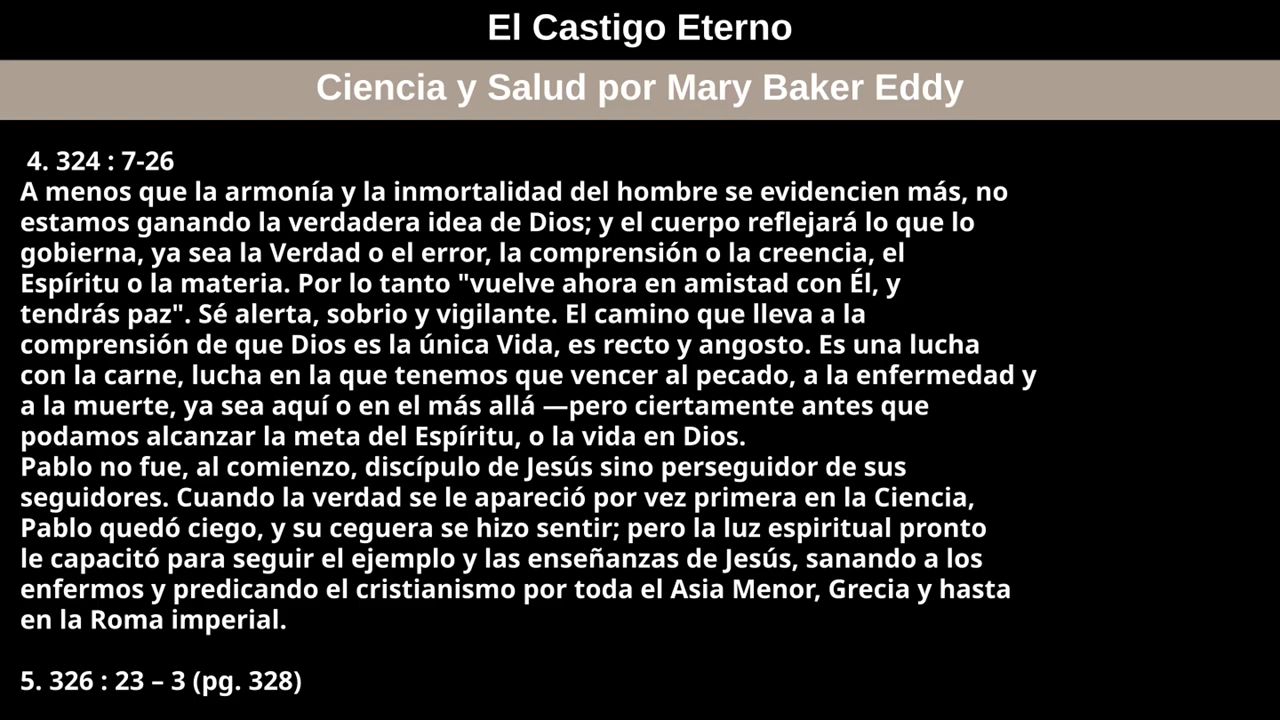 El Castigo Eterno
Ciencia y Salud por Mary Baker Eddy
4. 324 : 7-26
A menos que la armonía y la inmortalidad del hombre se evidencien más, no
estamos ganando la verdadera idea de Dios; y el cuerpo reflejará lo que lo
gobierna, ya sea la Verdad o el error, la comprensión o la creencia, el
Espíritu o la materia. Por lo tanto "vuelve ahora en amistad con Él, y
tendrás paz". Sé alerta, sobrio y vigilante. El camino que lleva a la
comprensión de que Dios es la única Vida, es recto y angosto. Es una lucha
con la carne, lucha en la que tenemos que vencer al pecado, a la enfermedad y
a la muerte, ya sea aquí o en el más allá —pero ciertamente antes que
podamos alcanzar la meta del Espíritu, o la vida en Dios.
Pablo no fue, al comienzo, discípulo de Jesús sino perseguidor de sus
seguidores. Cuando la verdad se le apareció por vez primera en la Ciencia,
Pablo quedó ciego, y su ceguera se hizo sentir; pero la luz espiritual pronto
le capacitó para seguir el ejemplo y las enseñanzas de Jesús, sanando a los
enfermos y predicando el cristianismo por toda el Asia Menor, Grecia y hasta
en la Roma imperial.
5. 326 : 23 – 3 (pg. 328)